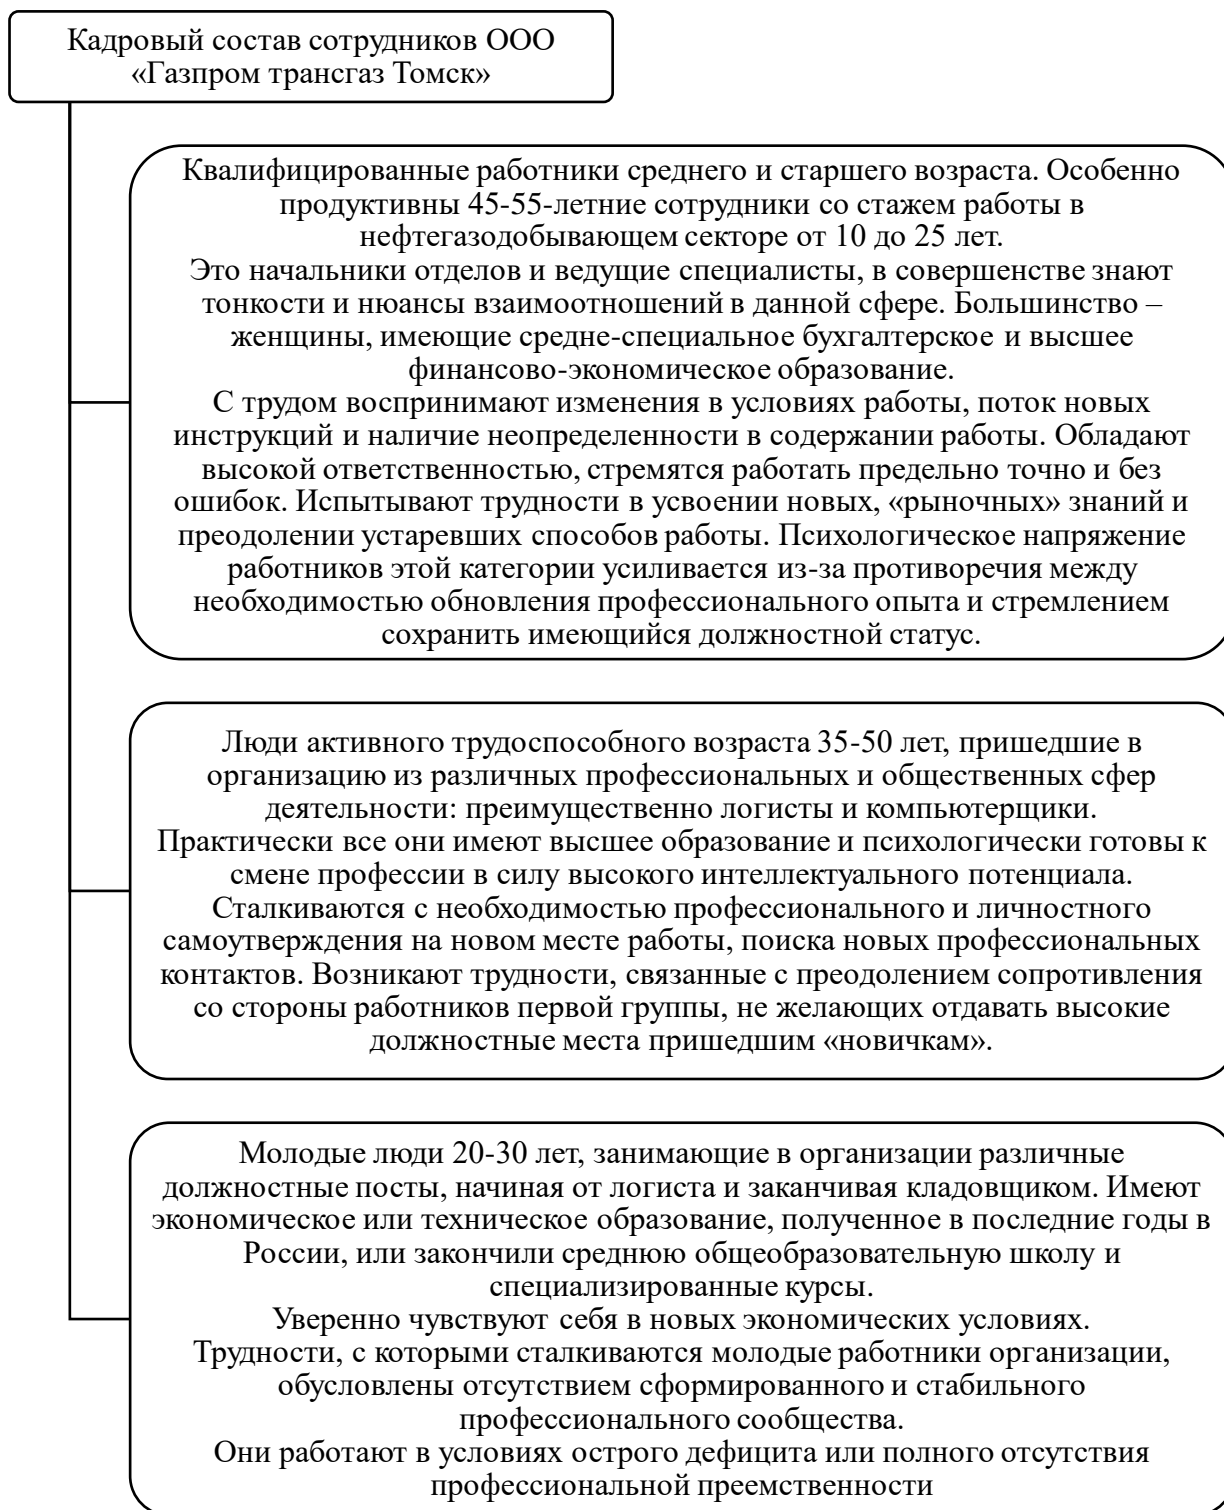 Кадровый состав сотрудников ООО
«Газпром трансгаз Томск»
Квалифицированные работники среднего и старшего возраста. Особенно
продуктивны 45-55-летние сотрудники со стажем работы в
нефтегазодобывающем секторе от 10 до 25 лет.
Это начальники отделов и ведущие специалисты, в совершенстве знают
тонкости и нюансы взаимоотношений в данной сфере. Большинство –
женщины, имеющие средне-специальное бухгалтерское и высшее
финансово-экономическое образование.
С трудом воспринимают изменения в условиях работы, поток новых
инструкций и наличие неопределенности в содержании работы. Обладают
высокой ответственностью, стремятся работать предельно точно и без
ошибок. Испытывают трудности в усвоении новых, «рыночных» знаний и
преодолении устаревших способов работы. Психологическое напряжение
работников этой категории усиливается из-за противоречия между
необходимостью обновления профессионального опыта и стремлением
сохранить имеющийся должностной статус.
Люди активного трудоспособного возраста 35-50 лет, пришедшие в
организацию из различных профессиональных и общественных сфер
деятельности: преимущественно логисты и компьютерщики.
Практически все они имеют высшее образование и психологически готовы к
смене профессии в силу высокого интеллектуального потенциала.
Сталкиваются с необходимостью профессионального и личностного
самоутверждения на новом месте работы, поиска новых профессиональных
контактов. Возникают трудности, связанные с преодолением сопротивления
со стороны работников первой группы, не желающих отдавать высокие
должностные места пришедшим «новичкам».
Молодые люди 20-30 лет, занимающие в организации различные
должностные посты, начиная от логиста и заканчивая кладовщиком. Имеют
экономическое или техническое образование, полученное в последние годы в
России, или закончили среднюю общеобразовательную школу и
специализированные курсы.
Уверенно чувствуют себя в новых экономических условиях.
Трудности, с которыми сталкиваются молодые работники организации,
обусловлены отсутствием сформированного и стабильного
профессионального сообщества.
Они работают в условиях острого дефицита или полного отсутствия
профессиональной преемственности